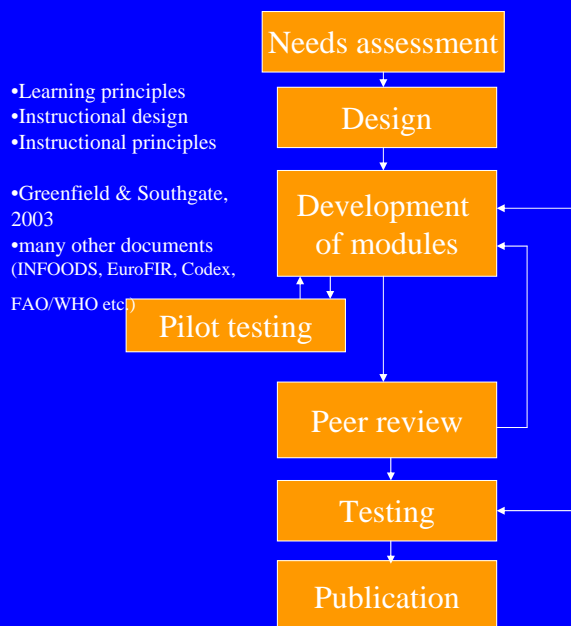 Needs assessment
•Learning principles
•Instructional design
•Instructional principles
Design
•Greenfield & Southgate,
2003
•many other documents
(INFOODS, EuroFIR, Codex,
FAO/WHO etc.)
Development
of modules
Pilot testing
Peer review
Testing
Publication